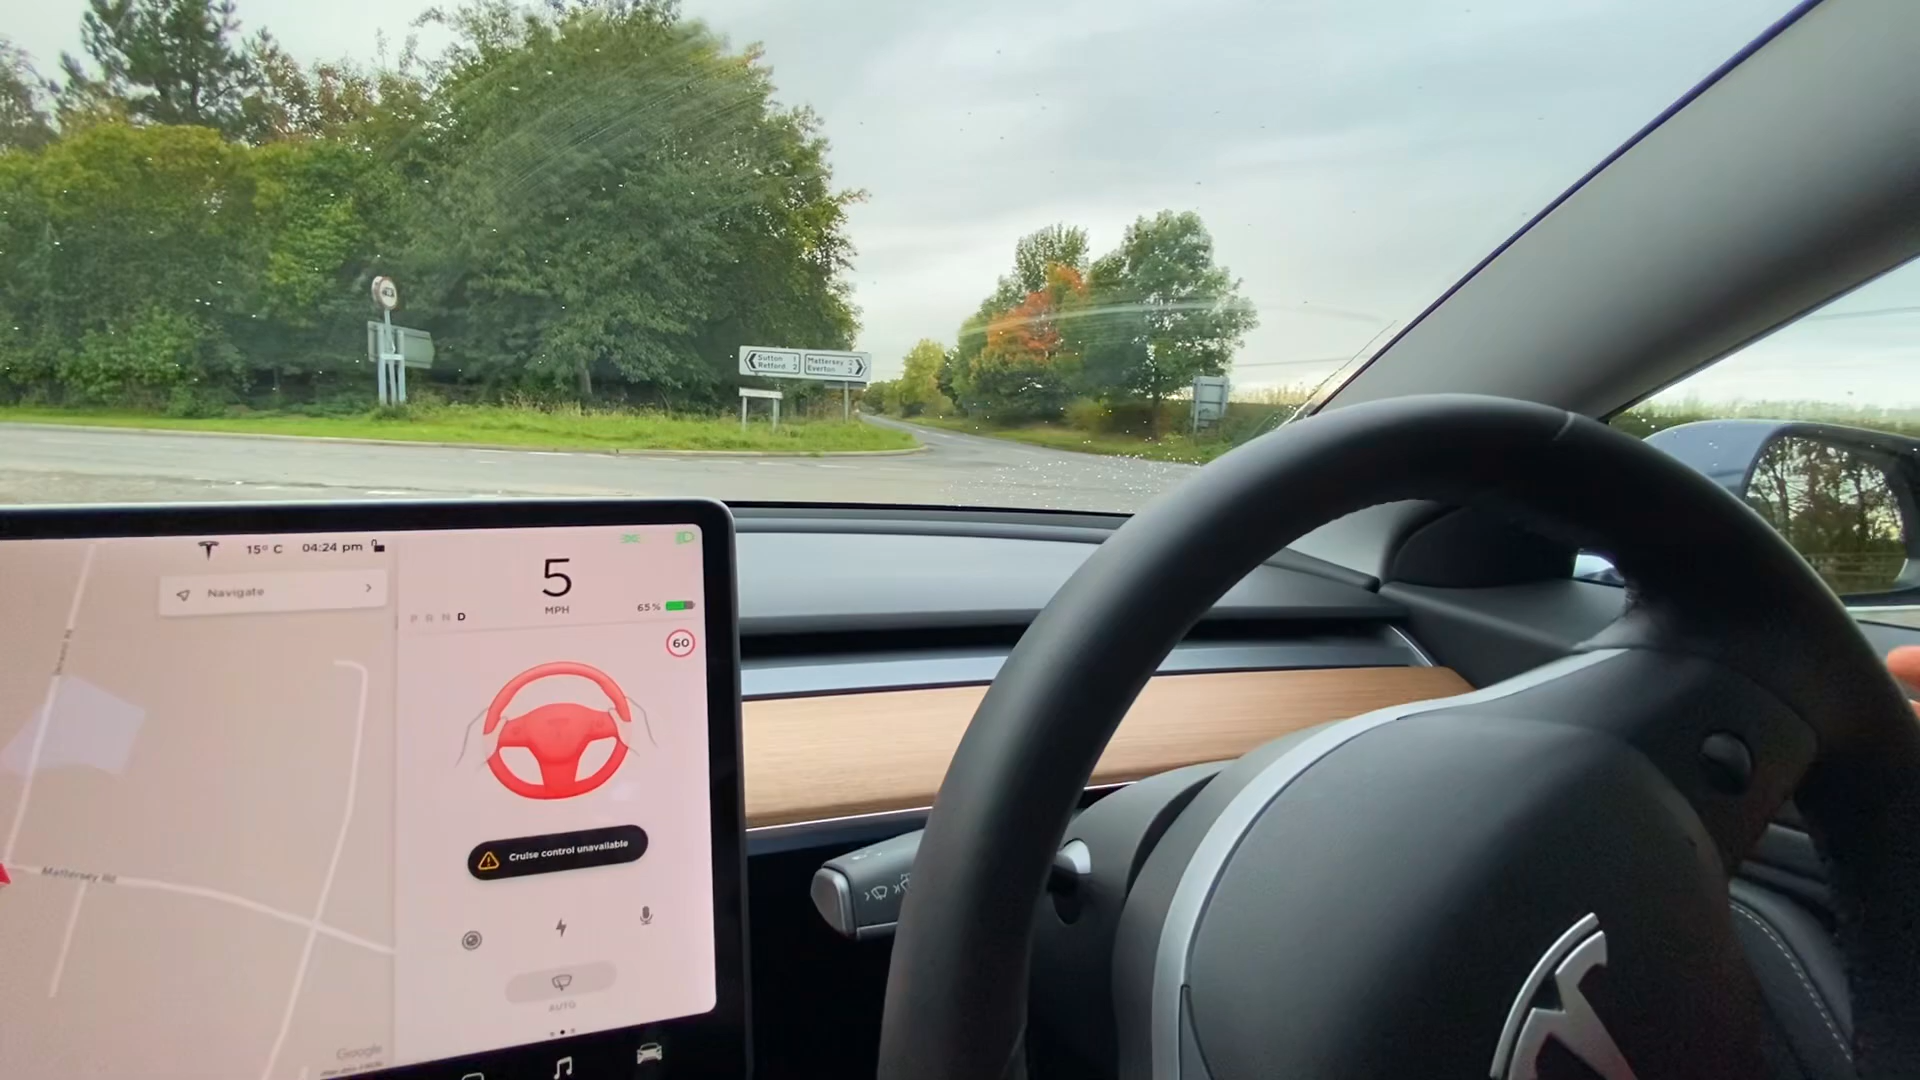 Sutton 1
Retford 2
Mattersey 2
Everton 3
15° C 04:24 pm
Navigate
5
MPH
P R N D
65%
60
Cruise control unavailable
Mattersey Rd
AUTO
Google